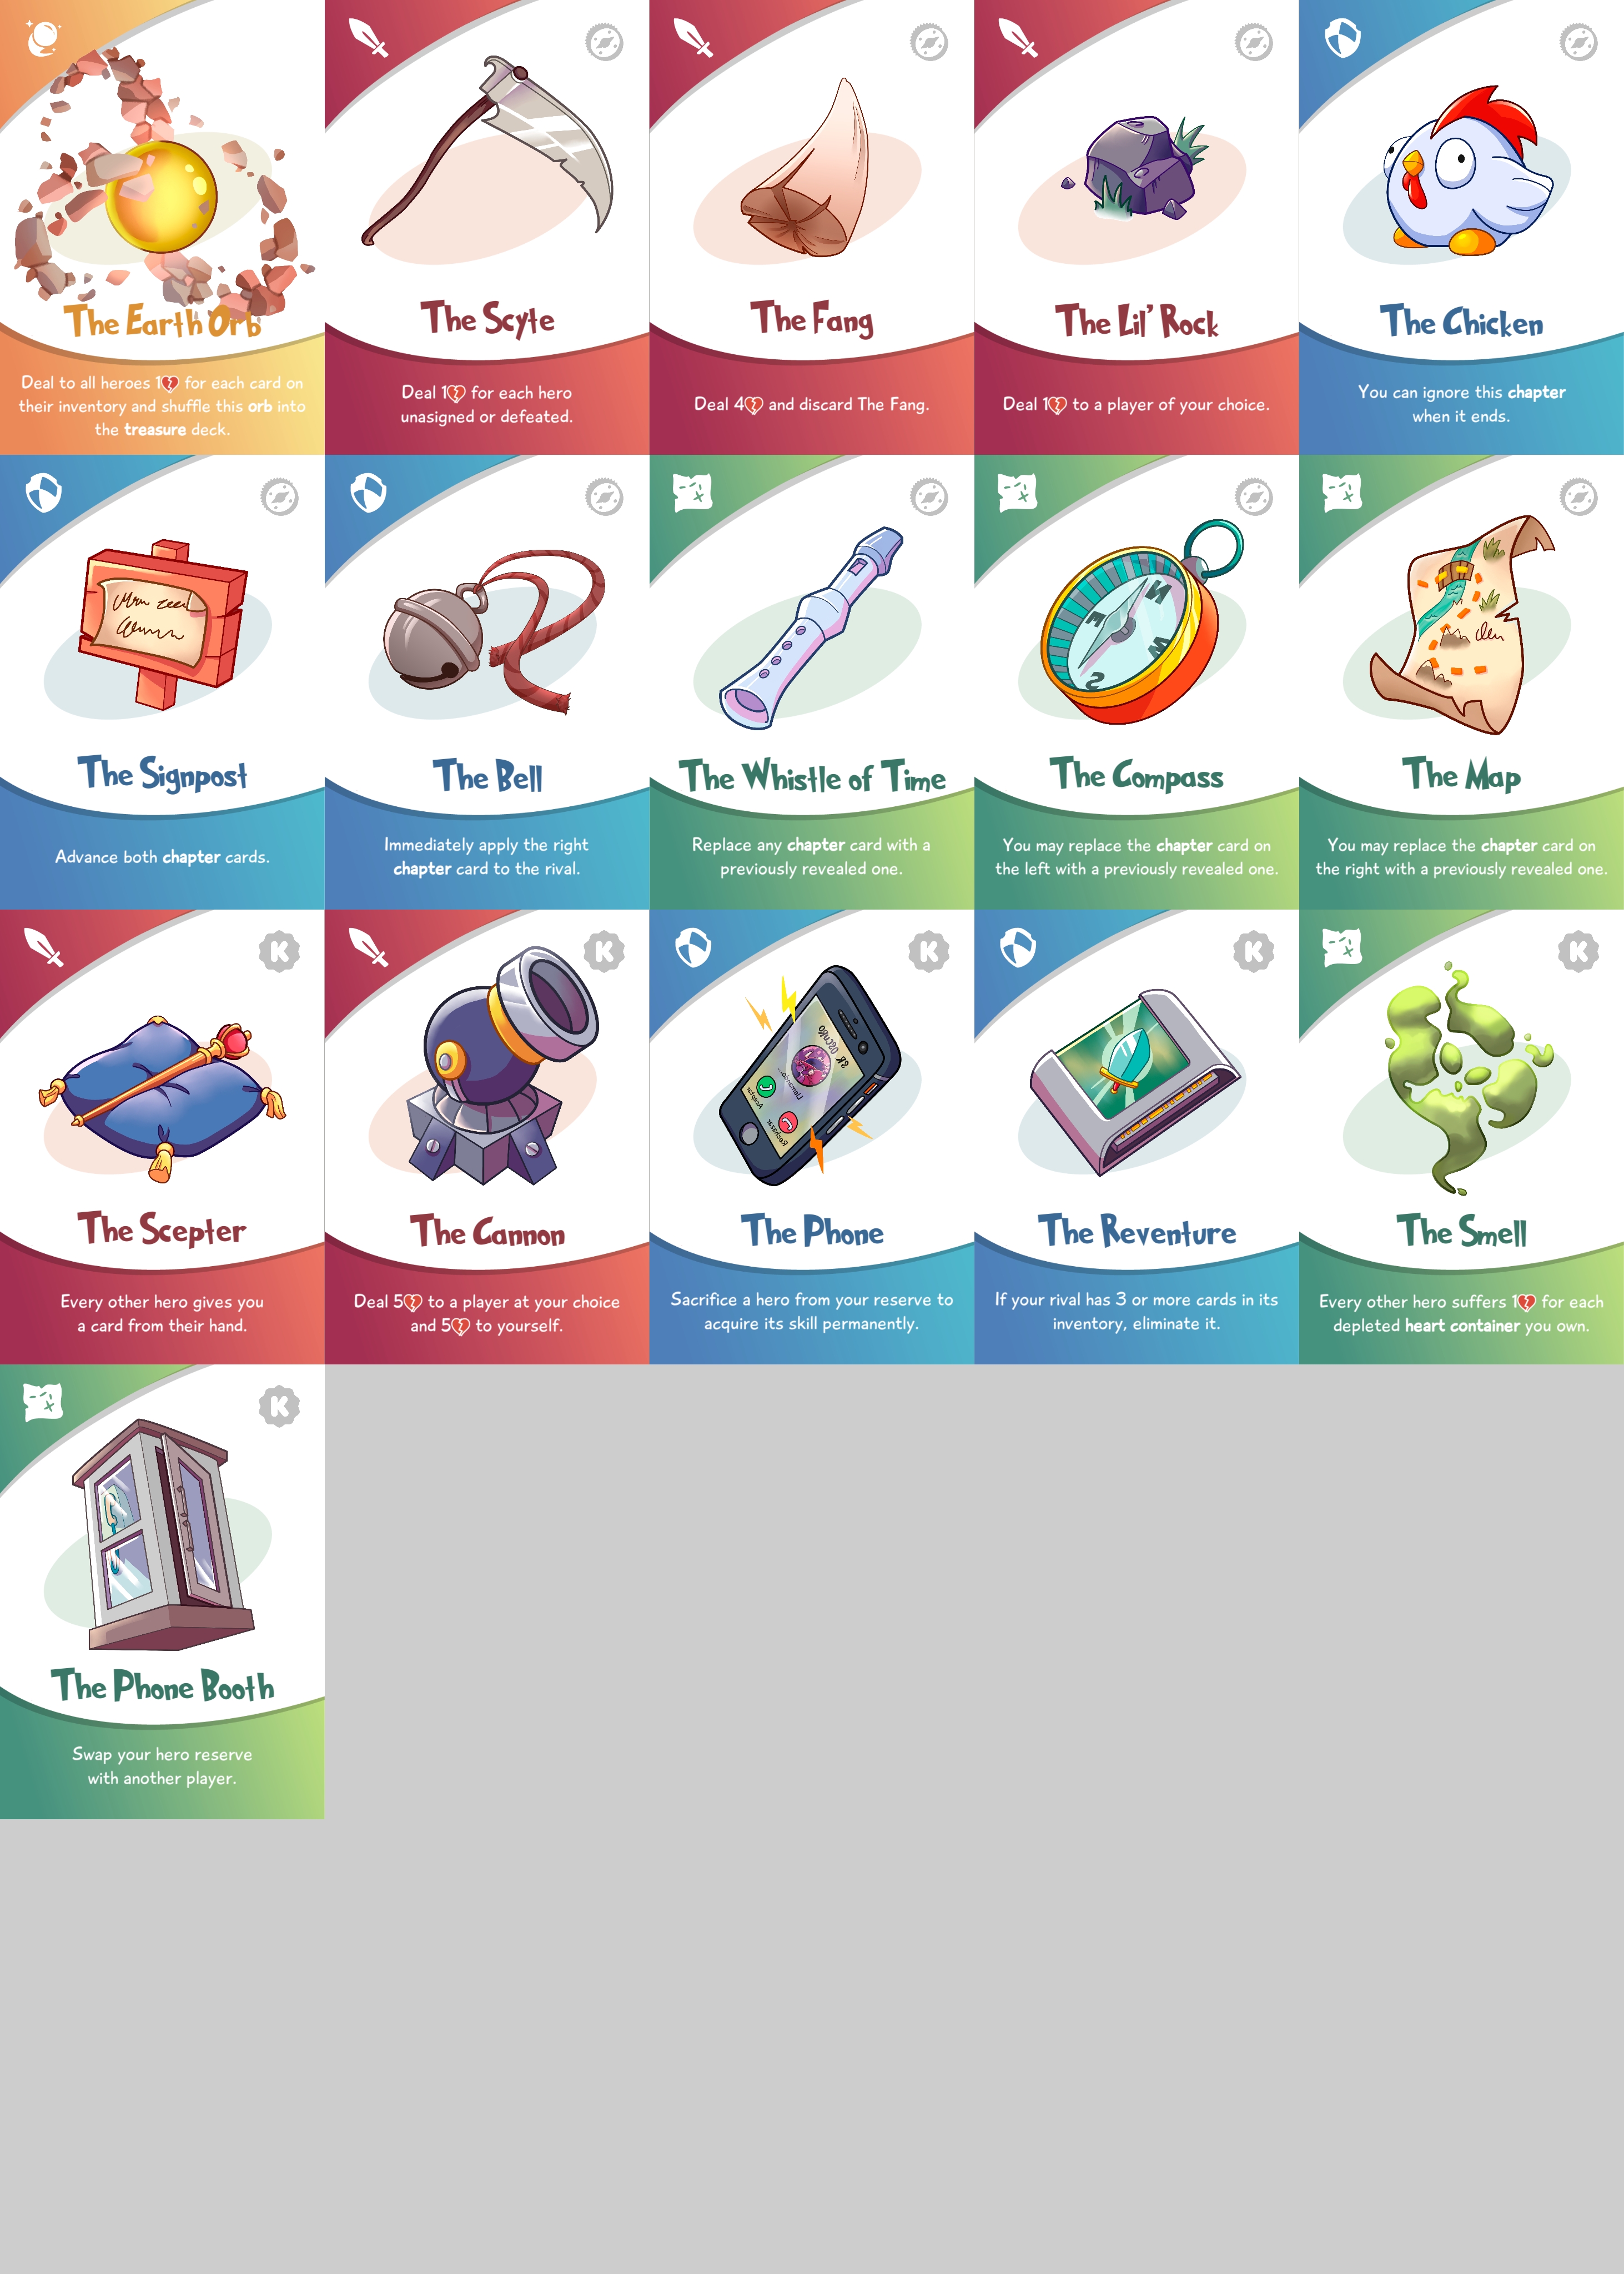 The Earth Orb
Deal to all heroes 1 for each card on
their inventory and shuffle this orb into
the treasure deck.
The Scyte
Deal 1 for each hero
unasigned or defeated.
The Fang
Deal 4 and discard The Fang.
The Lil' Rock
Deal 1 to a player of your choice.
The Chicken
You can ignore this chapter
when it ends.
The Signpost
Advance both chapter cards.
The Bell
Immediately apply the right
chapter card to the rival.
The Whistle of Time
Replace any chapter card with a
previously revealed one.
N
E
W
S
The Compass
You may replace the chapter card on
the left with a previously revealed one.
The Map
You may replace the chapter card on
the right with a previously revealed one.
The Scepter
Every other hero gives you
a card from their hand.
K
The Cannon
Deal 5 to a player at your choice
and 5 to yourself.
K
Sr oscuro
Llamando...
Aceptar
Rechazar
The Phone
Sacrifice a hero from your reserve to
acquire its skill permanently.
K
The Reventure
If your rival has 3 or more cards in its
inventory, eliminate it.
K
The Smell
Every other hero suffers 1 for each
depleted heart container you own.
K
The Phone Booth
Swap your hero reserve
with another player.
K